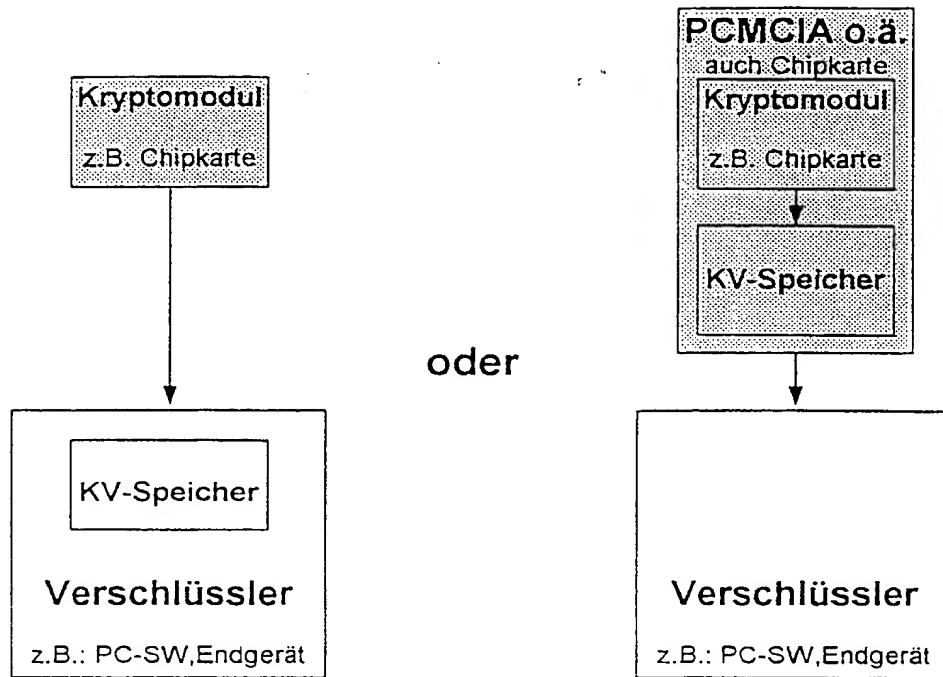 Kryptomodul
z.B. Chipkarte
KV-Speicher
Verschlüssler
z.B.: PC-SW,Endgerät
oder
PCMCIA o.ä.
auch Chipkarte
Kryptomodul
z.B. Chipkarte
KV-Speicher
Verschlüssler
z.B.: PC-SW,Endgerät